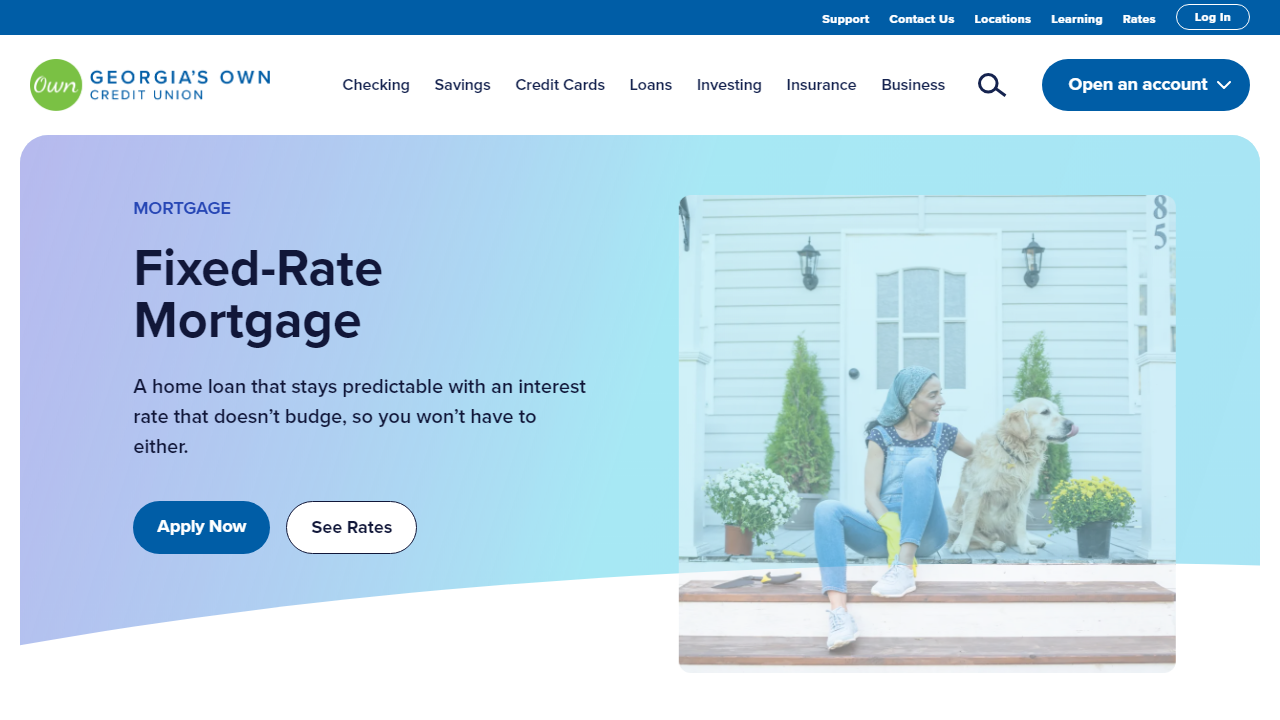 Support Contact Us Locations Learning Rates Log In
Own GEORGIA'S OWN
CREDIT UNION
Checking Savings Credit Cards Loans Investing Insurance Business Open an account
MORTGAGE
Fixed-Rate
Mortgage
A home loan that stays predictable with an interest
rate that doesn’t budge, so you won’t have to
either.
Apply Now See Rates
8
5